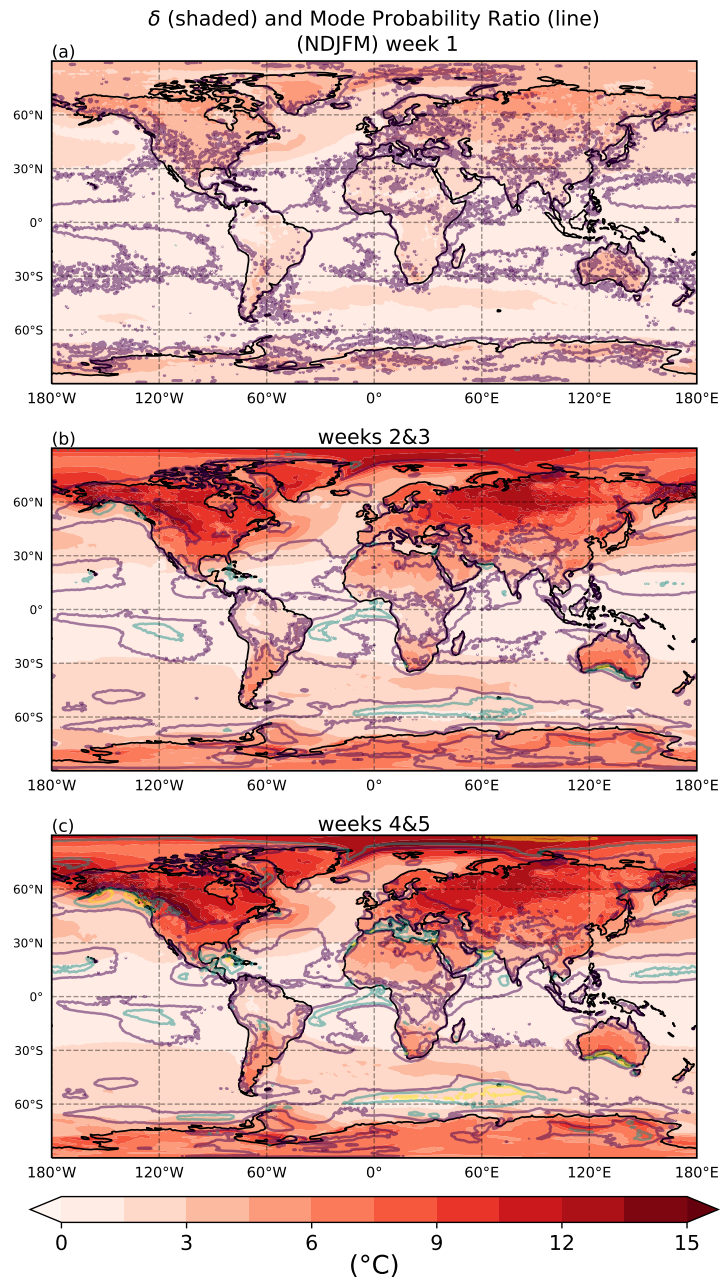 δ (shaded) and Mode Probability Ratio (line)
(NDJFM) week 1
(a)
60°N
30°N
0°
30°S
60°S
180°W 120°W 60°W 0° 60°E 120°E 180°E
(b) weeks 2&3
60°N
30°N
0°
30°S
60°S
180°W 120°W 60°W 0° 60°E 120°E 180°E
(c) weeks 4&5
60°N
30°N
0°
30°S
60°S
180°W 120°W 60°W 0° 60°E 120°E 180°E
0 3 6 9 12 15
(°C)